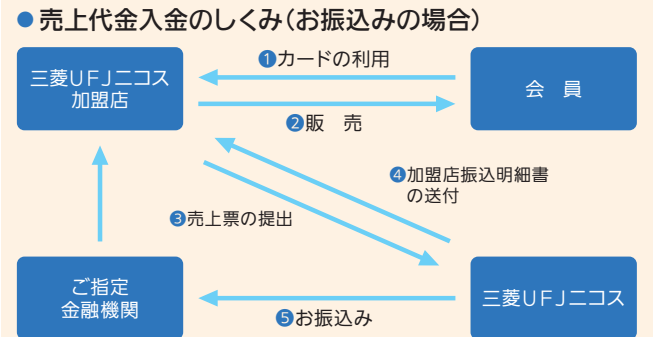 ●売上代金入金のしくみ（お振込みの場合）
❶カードの利用
三菱UFJニコス
加盟店
会　員
❷販　売
❹加盟店振込明細書
の送付
❸売上票の提出
ご指定
金融機関
三菱UFJニコス
❺お振込み